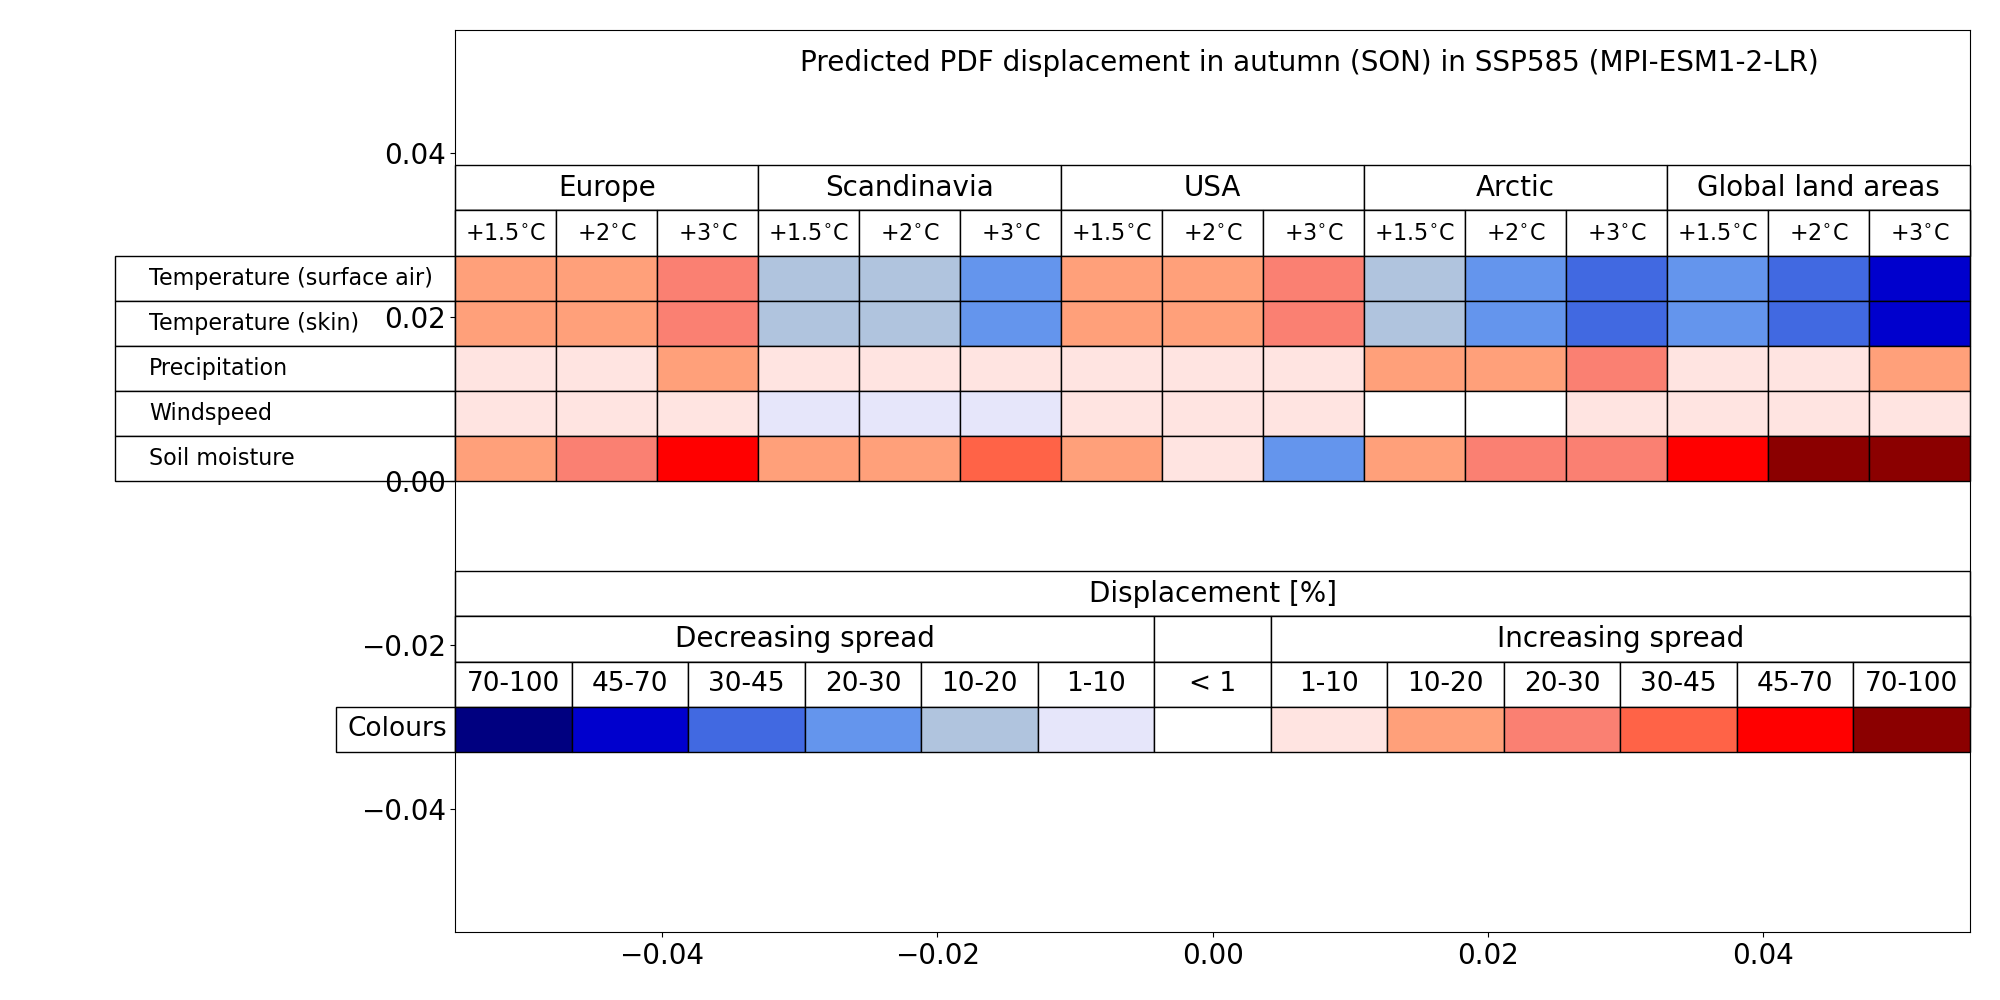 Predicted PDF displacement in autumn (SON) in SSP585 (MPI-ESM1-2-LR)
0.04
Europe Scandinavia USA Arctic Global land areas
+1.5°C +2°C +3°C +1.5°C +2°C +3°C +1.5°C +2°C +3°C +1.5°C +2°C +3°C +1.5°C +2°C +3°C
Temperature (surface air)
Temperature (skin) 0.02
Precipitation
Windspeed
Soil moisture
0.00
Displacement [%]
−0.02 Decreasing spread Increasing spread
70-100 45-70 30-45 20-30 10-20 1-10 < 1 1-10 10-20 20-30 30-45 45-70 70-100
Colours
−0.04
−0.04 −0.02 0.00 0.02 0.04